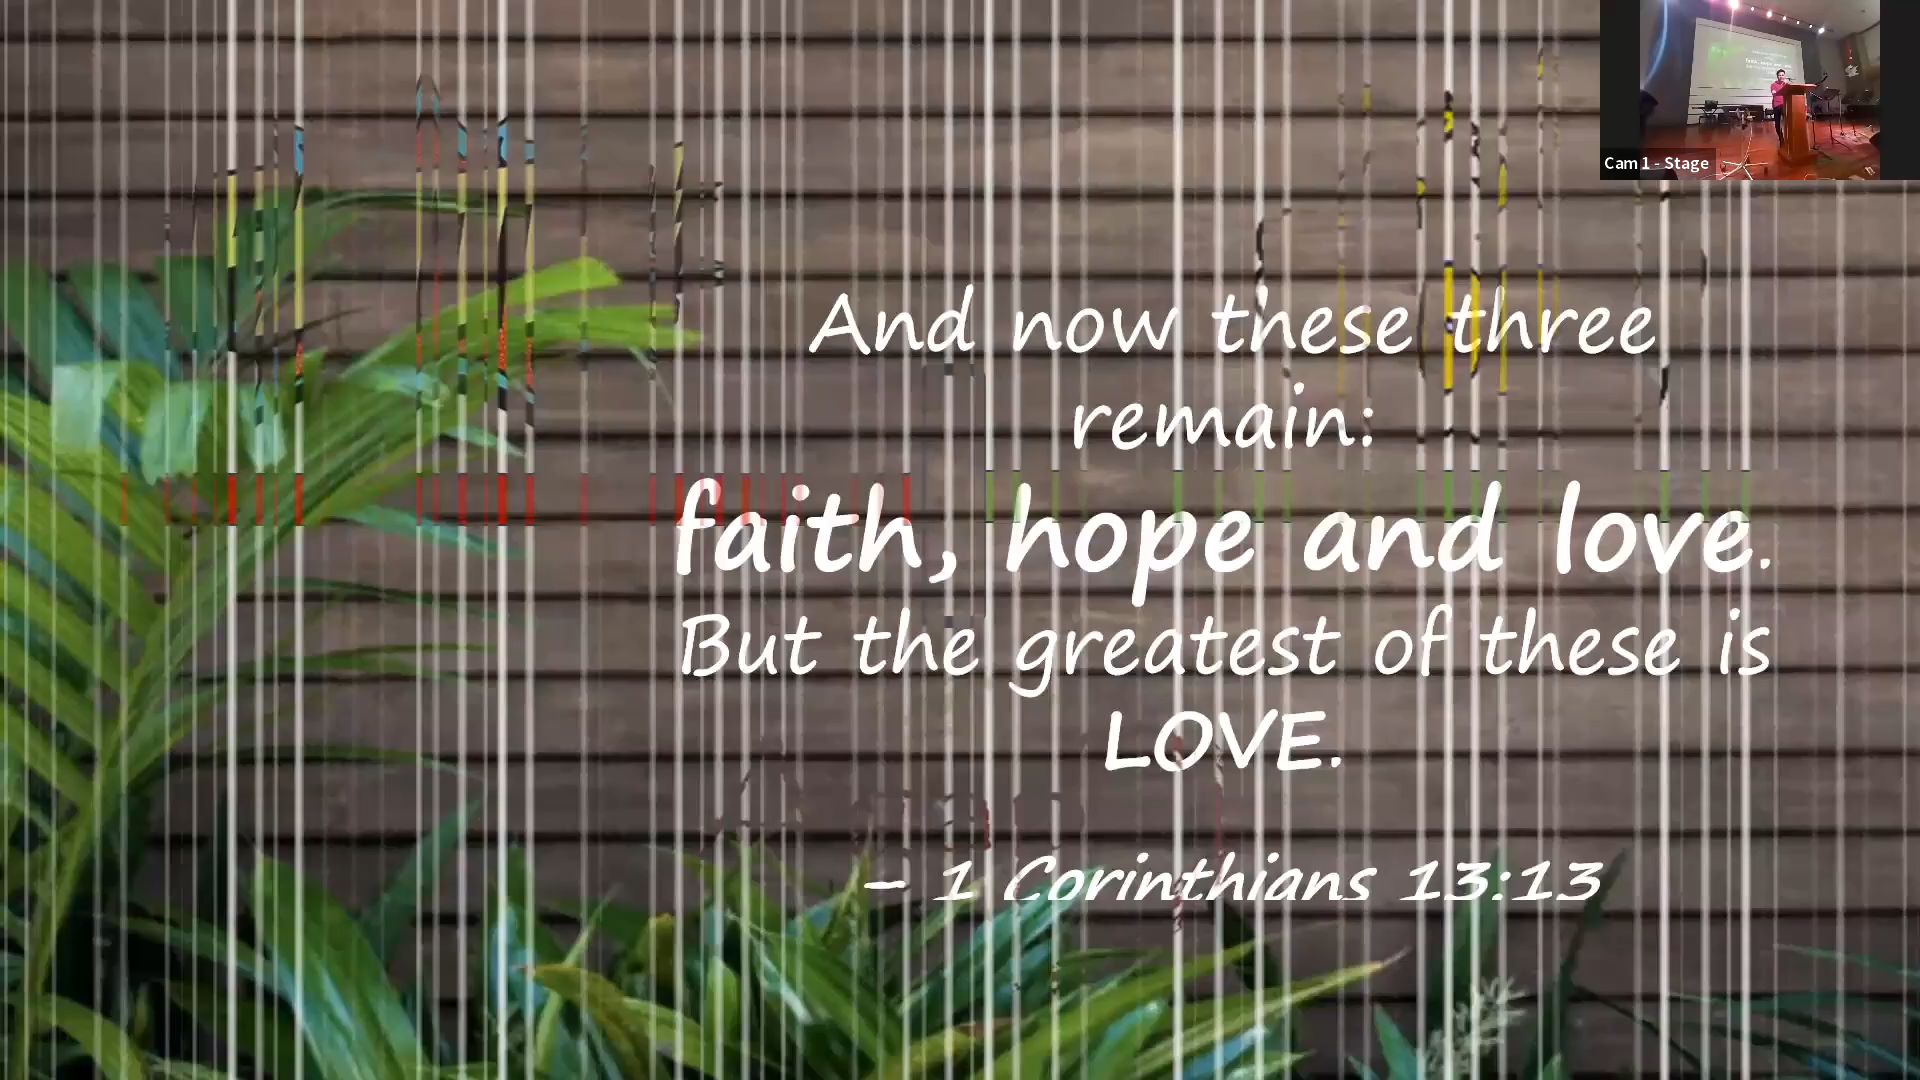 Cam 1 - Stage
And now these three
remain:
faith, hope and love.
But the greatest of these is
LOVE.
– 1 Corinthians 13:13